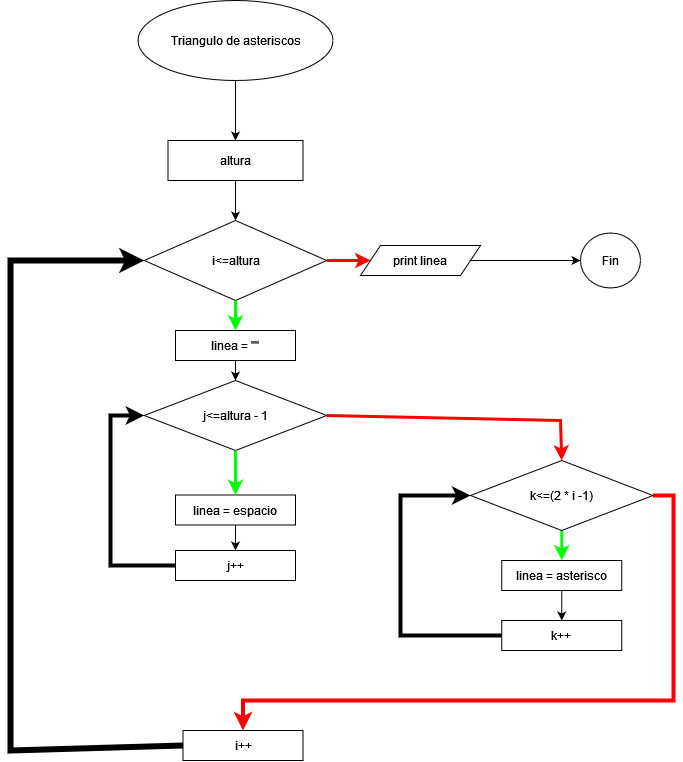 Triangulo de asteriscos
altura
i<=altura
print linea
Fin
linea = ""
j<=altura - 1
linea = espacio
j++
k<=(2 * i -1)
linea = asterisco
k++
i++